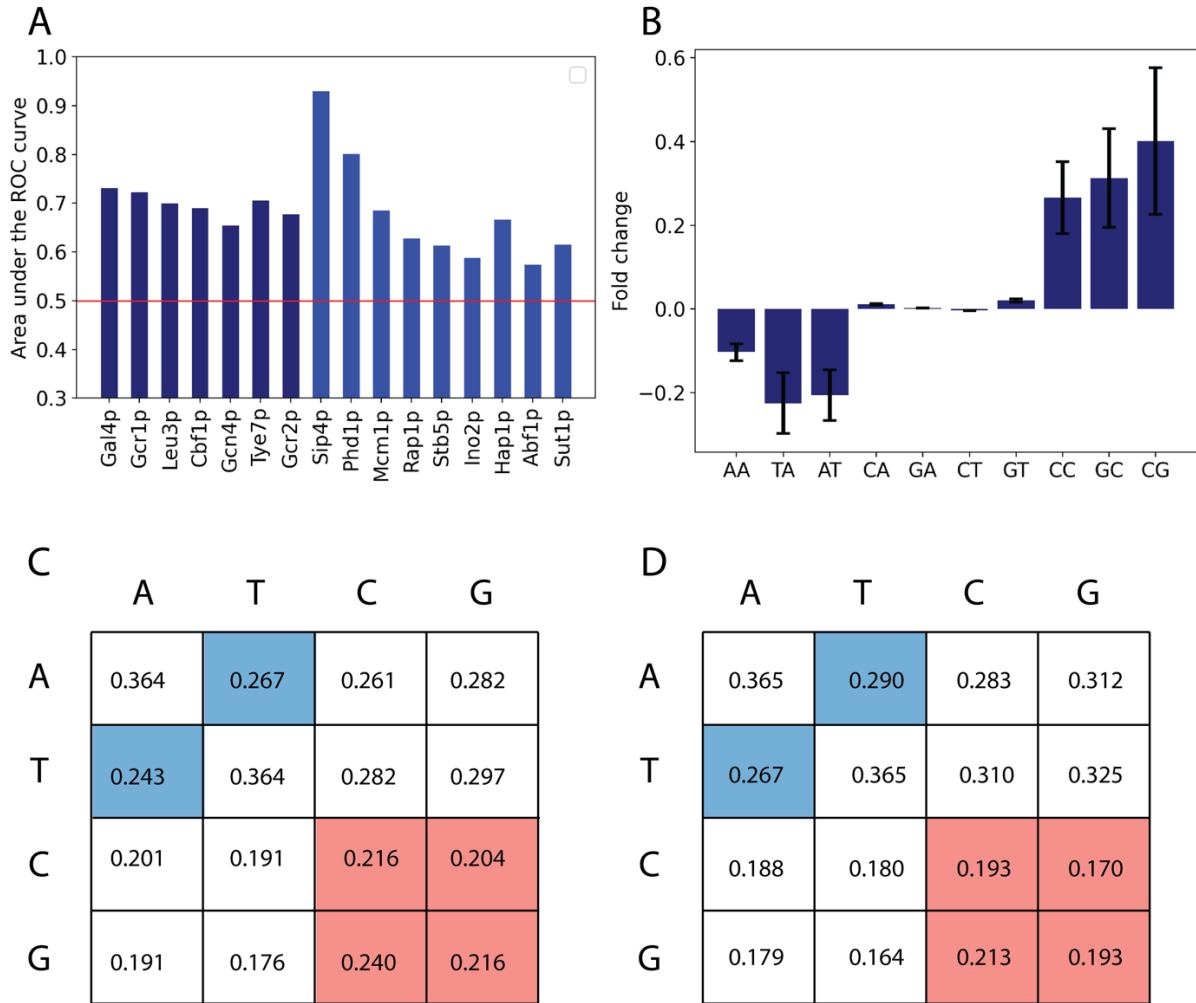 A
Area under the ROC curve
1.0
0.9
0.8
0.7
0.6
0.5
0.4
0.3
Gal4p
Gcr1p
Leu3p
Cbf1p
Gcn4p
Tye7p
Gcr2p
Sip4p
Phd1p
Mcm1p
Rap1p
Stb5p
Ino2p
Hap1p
Abf1p
Sut1p
B
Fold change
0.6
0.4
0.2
0.0
−0.2
AA TA AT CA GA CT GT CC GC CG
C
A T C G
A 0.364 0.267 0.261 0.282
T 0.243 0.364 0.282 0.297
C 0.201 0.191 0.216 0.204
G 0.191 0.176 0.240 0.216
D
A T C G
A 0.365 0.290 0.283 0.312
T 0.267 0.365 0.310 0.325
C 0.188 0.180 0.193 0.170
G 0.179 0.164 0.213 0.193